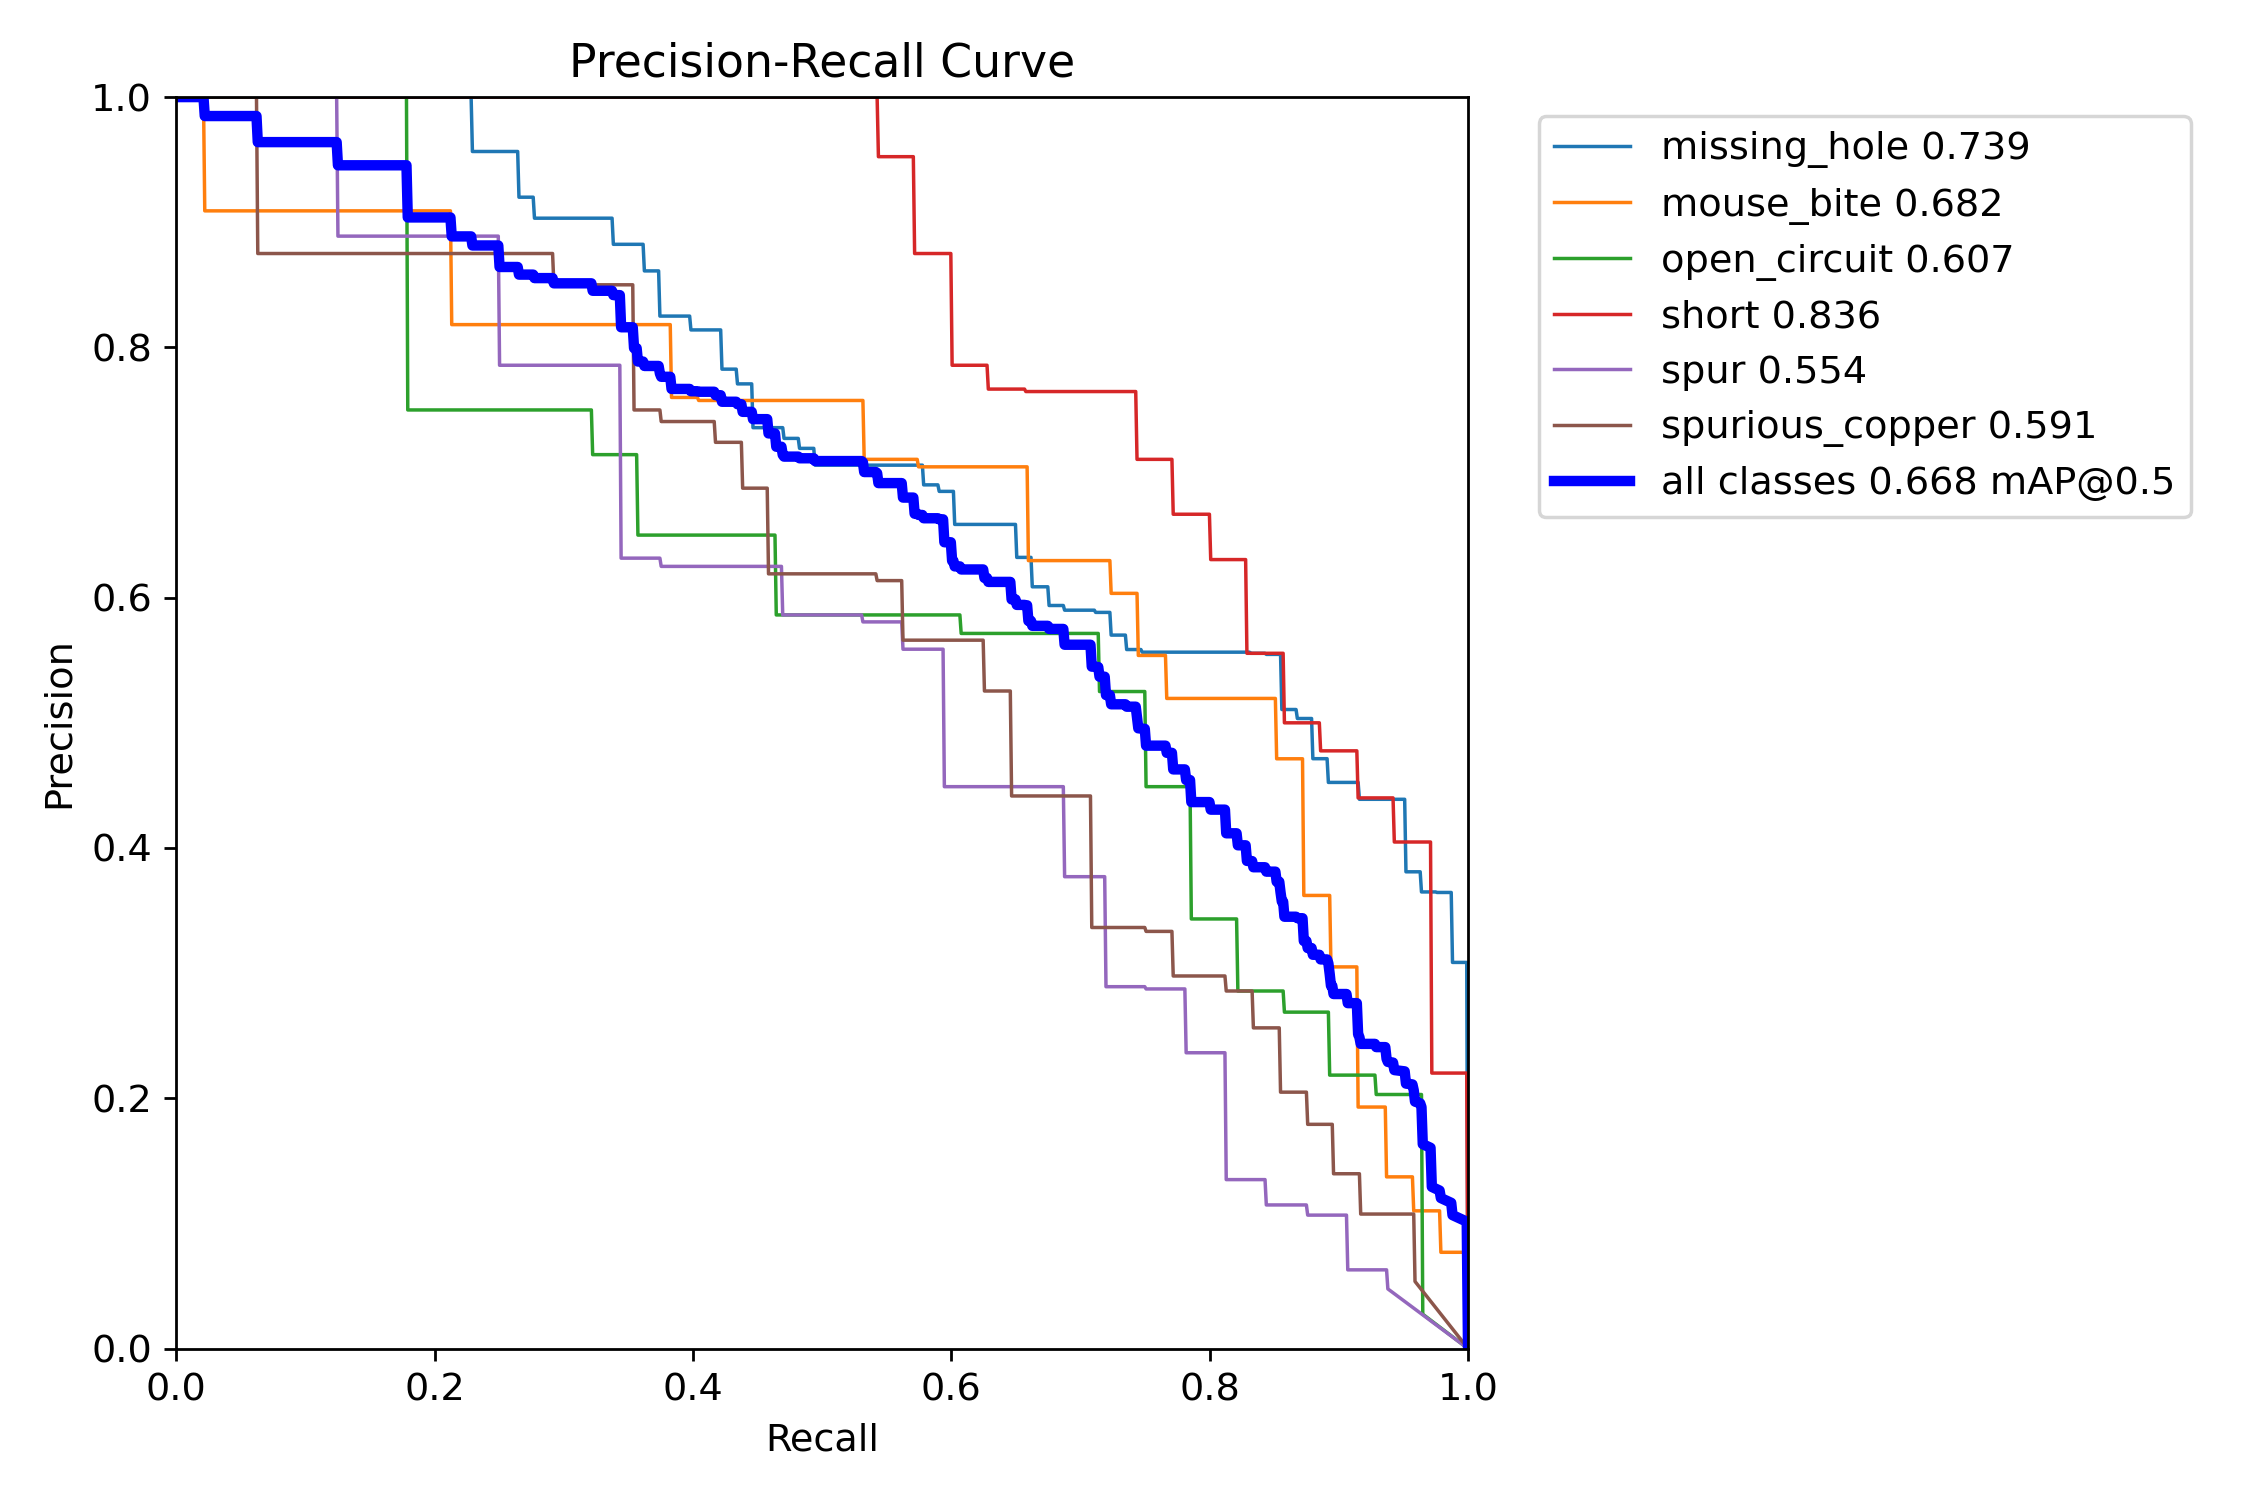 Precision-Recall Curve
1.0
0.8
0.6
0.4
0.2
0.0
Precision
0.0 0.2 0.4 0.6 0.8 1.0
Recall
missing_hole 0.739
mouse_bite 0.682
open_circuit 0.607
short 0.836
spur 0.554
spurious_copper 0.591
all classes 0.668 mAP@0.5